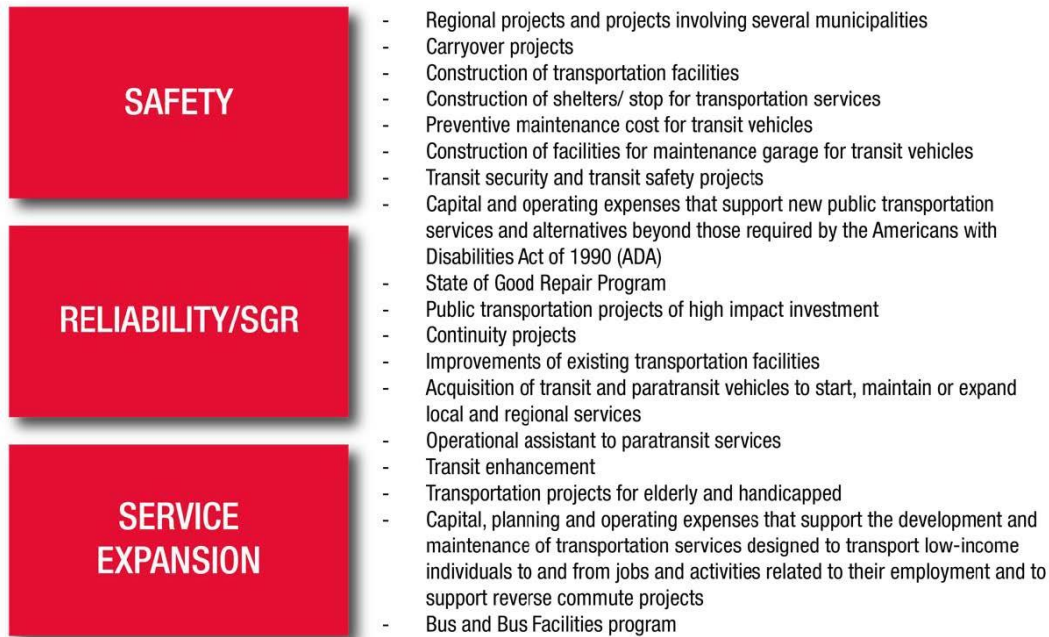 SAFETY
RELIABILITY/SGR
SERVICE
EXPANSION
- Regional projects and projects involving several municipalities
- Carryover projects
- Construction of transportation facilities
- Construction of shelters/ stop for transportation services
- Preventive maintenance cost for transit vehicles
- Construction of facilities for maintenance garage for transit vehicles
- Transit security and transit safety projects
- Capital and operating expenses that support new public transportation
services and alternatives beyond those required by the Americans with
Disabilities Act of 1990 (ADA)
- State of Good Repair Program
- Public transportation projects of high impact investment
- Continuity projects
- Improvements of existing transportation facilities
- Acquisition of transit and paratransit vehicles to start, maintain or expand
local and regional services
- Operational assistant to paratransit services
- Transit enhancement
- Transportation projects for elderly and handicapped
- Capital, planning and operating expenses that support the development and
maintenance of transportation services designed to transport low-income
individuals to and from jobs and activities related to their employment and to
support reverse commute projects
- Bus and Bus Facilities program